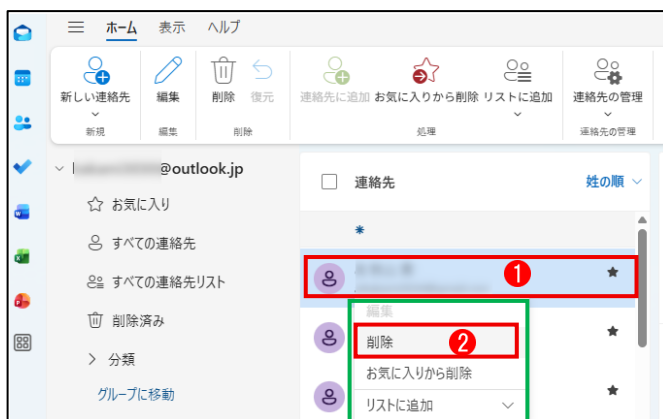 ホーム 表示 ヘルプ
新しい連絡先 編集 削除 復元 連絡先に追加 お気に入りから削除 リストに追加 連絡先の管理
新規 編集 削除 処理 連絡先の管理
@outlook.jp
連絡先 姓の順
お気に入り
*
すべての連絡先
1
すべての連絡先リスト
編集
削除済み
削除 2
分類
お気に入りから削除
グループに移動
リストに追加